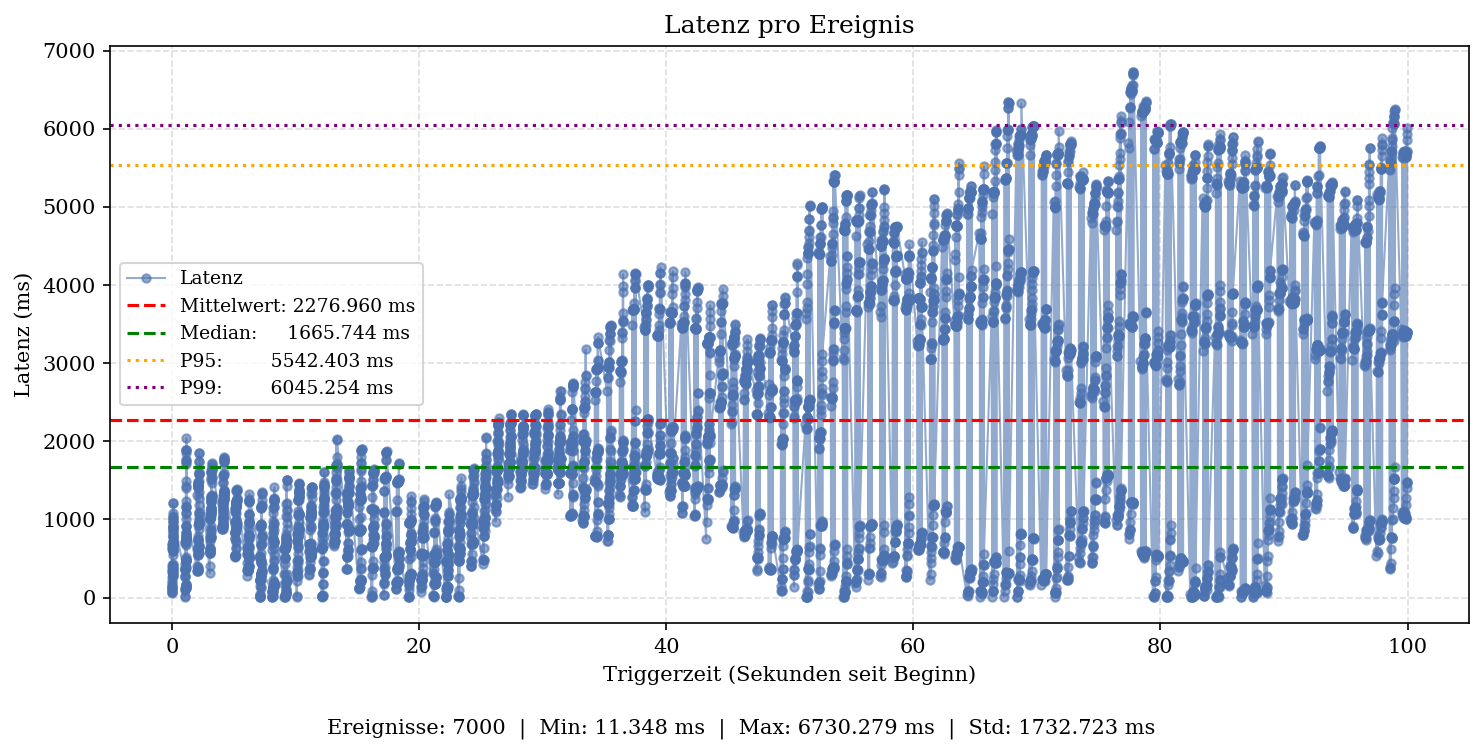 Latenz pro Ereignis
7000
6000
5000
4000
3000
2000
1000
0
Latenz (ms)
Latenz
Mittelwert: 2276.960 ms
Median: 1665.744 ms
P95: 5542.403 ms
P99: 6045.254 ms
0 20 40 60 80 100
Triggerzeit (Sekunden seit Beginn)
Ereignisse: 7000 | Min: 11.348 ms | Max: 6730.279 ms | Std: 1732.723 ms